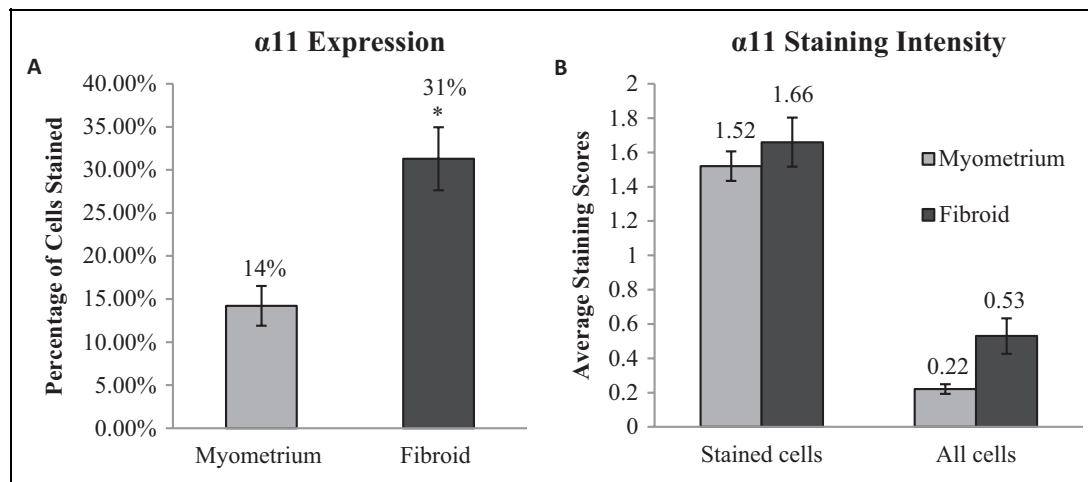 A
α11 Expression
Percentage of Cells Stained
40.00%
35.00%
30.00%
25.00%
20.00%
15.00%
10.00%
5.00%
0.00%
14%
31%
*
Myometrium
Fibroid
B
α11 Staining Intensity
Average Staining Scores
2
1.8
1.6
1.4
1.2
1
0.8
0.6
0.4
0.2
0
1.52
1.66
0.22
0.53
Stained cells
All cells
Myometrium
Fibroid